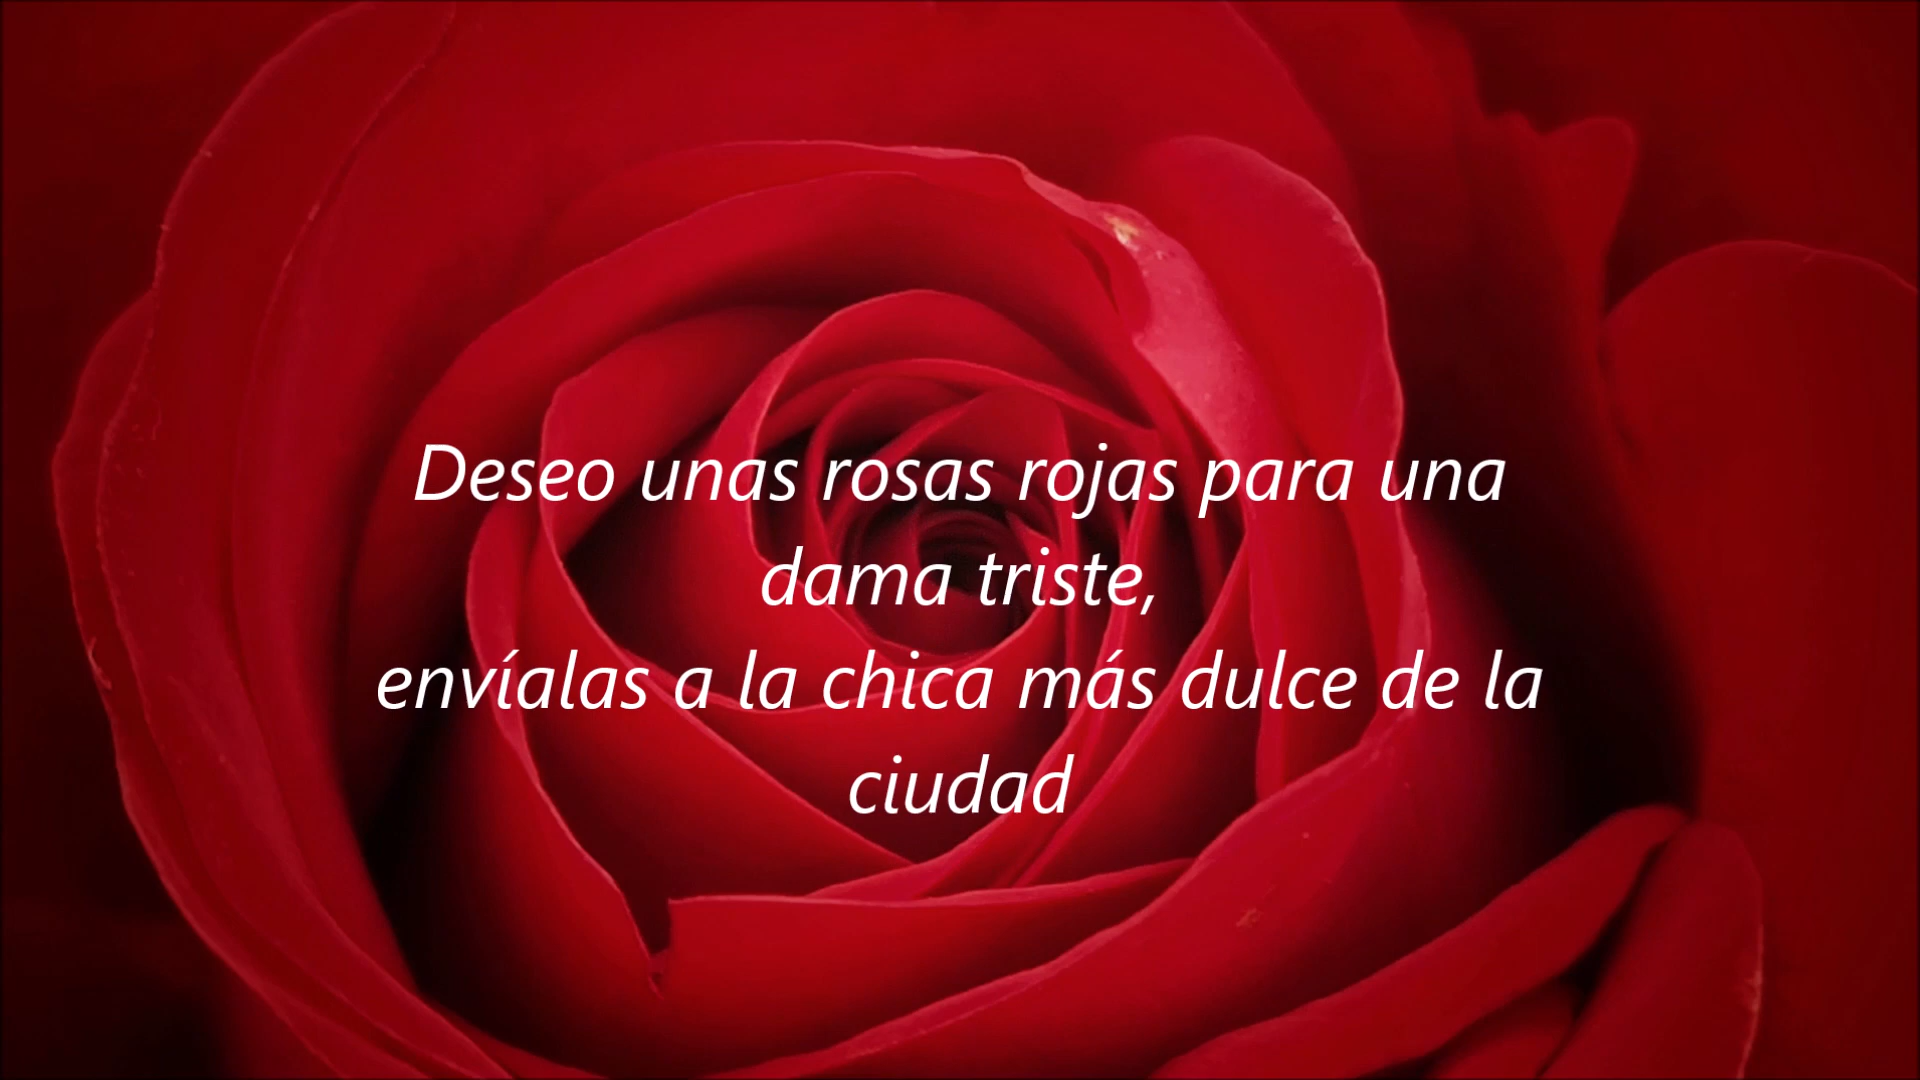 Deseo unas rosas rojas para una
dama triste,
envíalas a la chica más dulce de la
ciudad